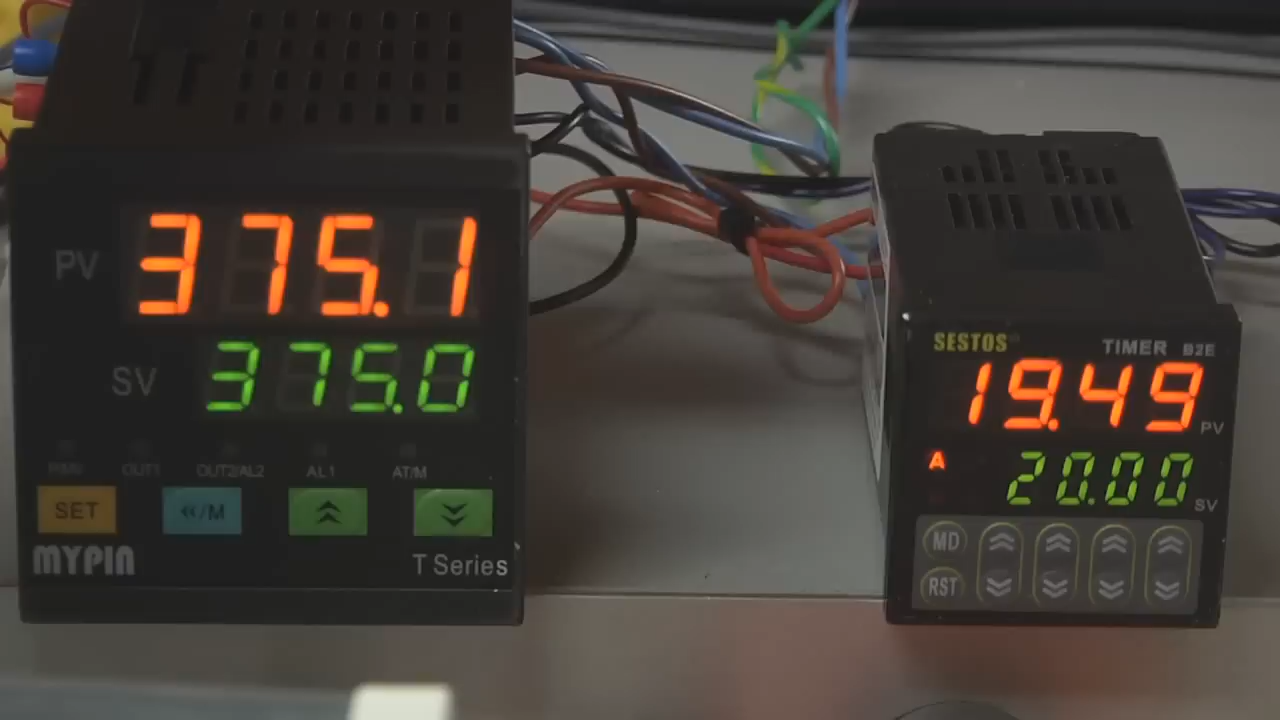 PV 375.1
SV 375.0
OUT1 OUT2/AL2 AL1 AT/M
SET «/M
MYPIN T Series
SESTOS TIMER B2E
19.49 PV
A 20.00 SV
MD
RST